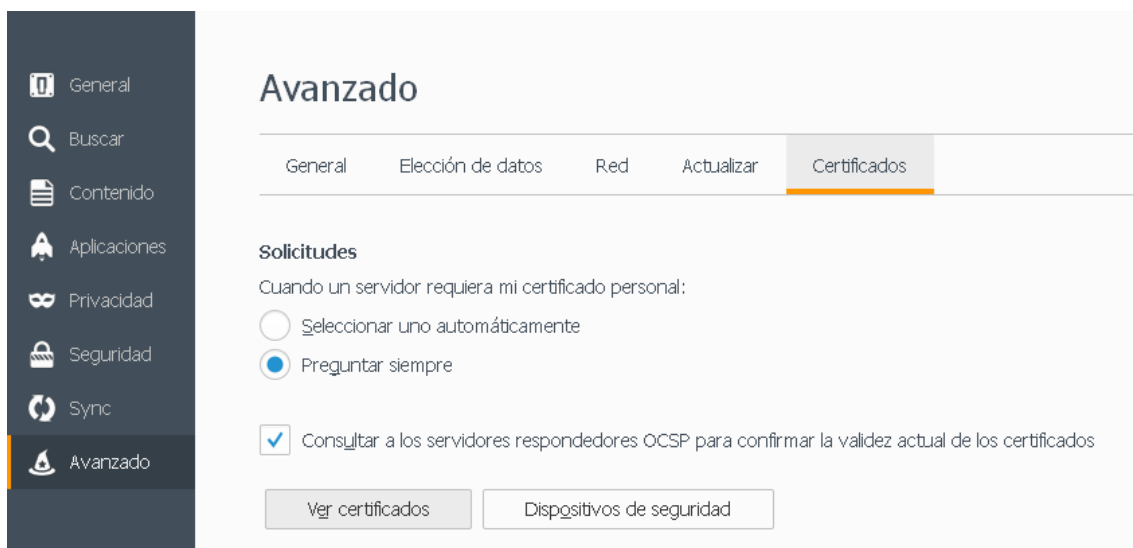 General
Buscar
Contenido
Aplicaciones
Privacidad
Seguridad
Sync
Avanzado
Avanzado
General Elección de datos Red Actualizar Certificados
Solicitudes
Cuando un servidor requiera mi certificado personal:
Seleccionar uno automáticamente
Preguntar siempre
Consultar a los servidores respondedores OCSP para confirmar la validez actual de los certificados
Ver certificados Dispositivos de seguridad